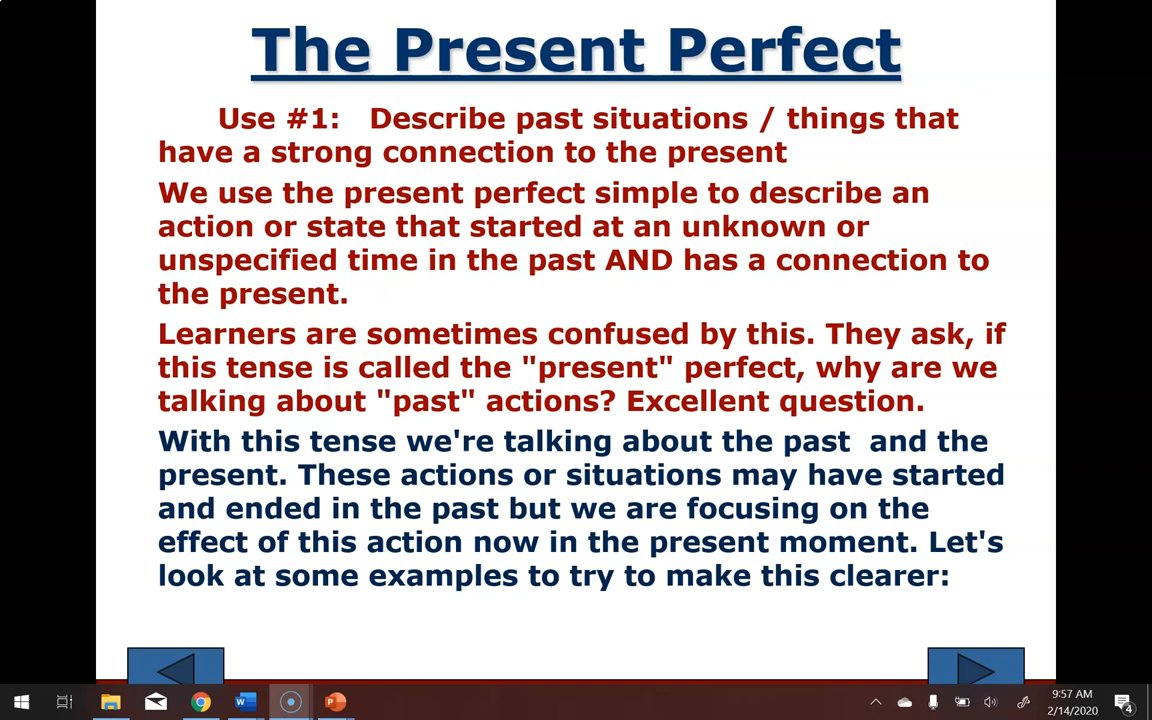 The Present Perfect
Use #1: Describe past situations / things that
have a strong connection to the present
We use the present perfect simple to describe an
action or state that started at an unknown or
unspecified time in the past AND has a connection to
the present.
Learners are sometimes confused by this. They ask, if
this tense is called the "present" perfect, why are we
talking about "past" actions? Excellent question.
With this tense we're talking about the past  and the
present. These actions or situations may have started
and ended in the past but we are focusing on the
effect of this action now in the present moment. Let's
look at some examples to try to make this clearer:
9:57 AM
2/14/2020
4